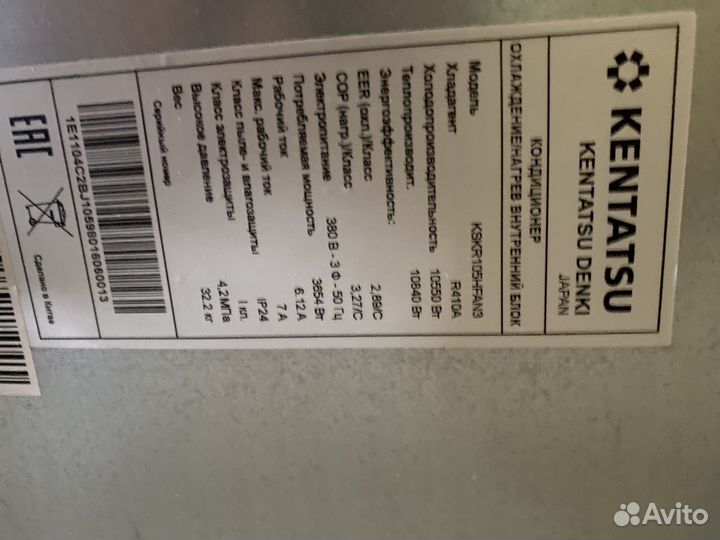 KENTATSU
KENTATSU DENKI
JAPAN
КОНДИЦИОНЕР
ОХЛАЖДЕНИЕ/НАГРЕВ ВНУТРЕННИЙ БЛОК
Модель KSKR105HFAN3
Хладагент R410A
Холодопроизводительность 10550 Вт
Теплопроизводит. 10840 Вт
Энергоэффективность:
EER (охл.)/Класс 2,89/C
COP (нагр.)/Класс 3,27/C
Электропитание 380 В - 3 Ф - 50 Гц
Потребляемая мощность 3654 Вт
Рабочий ток 6.12 А
Макс. рабочий ток 7 А
Класс пыле- и влагозащиты IP24
Класс электрозащиты I кл.
Высокое давление 4,2 МПа
Вес 32.2 кг
Серийный номер
1E1104C2BJ10598016060013
EAC
Сделано в Китае
Avito